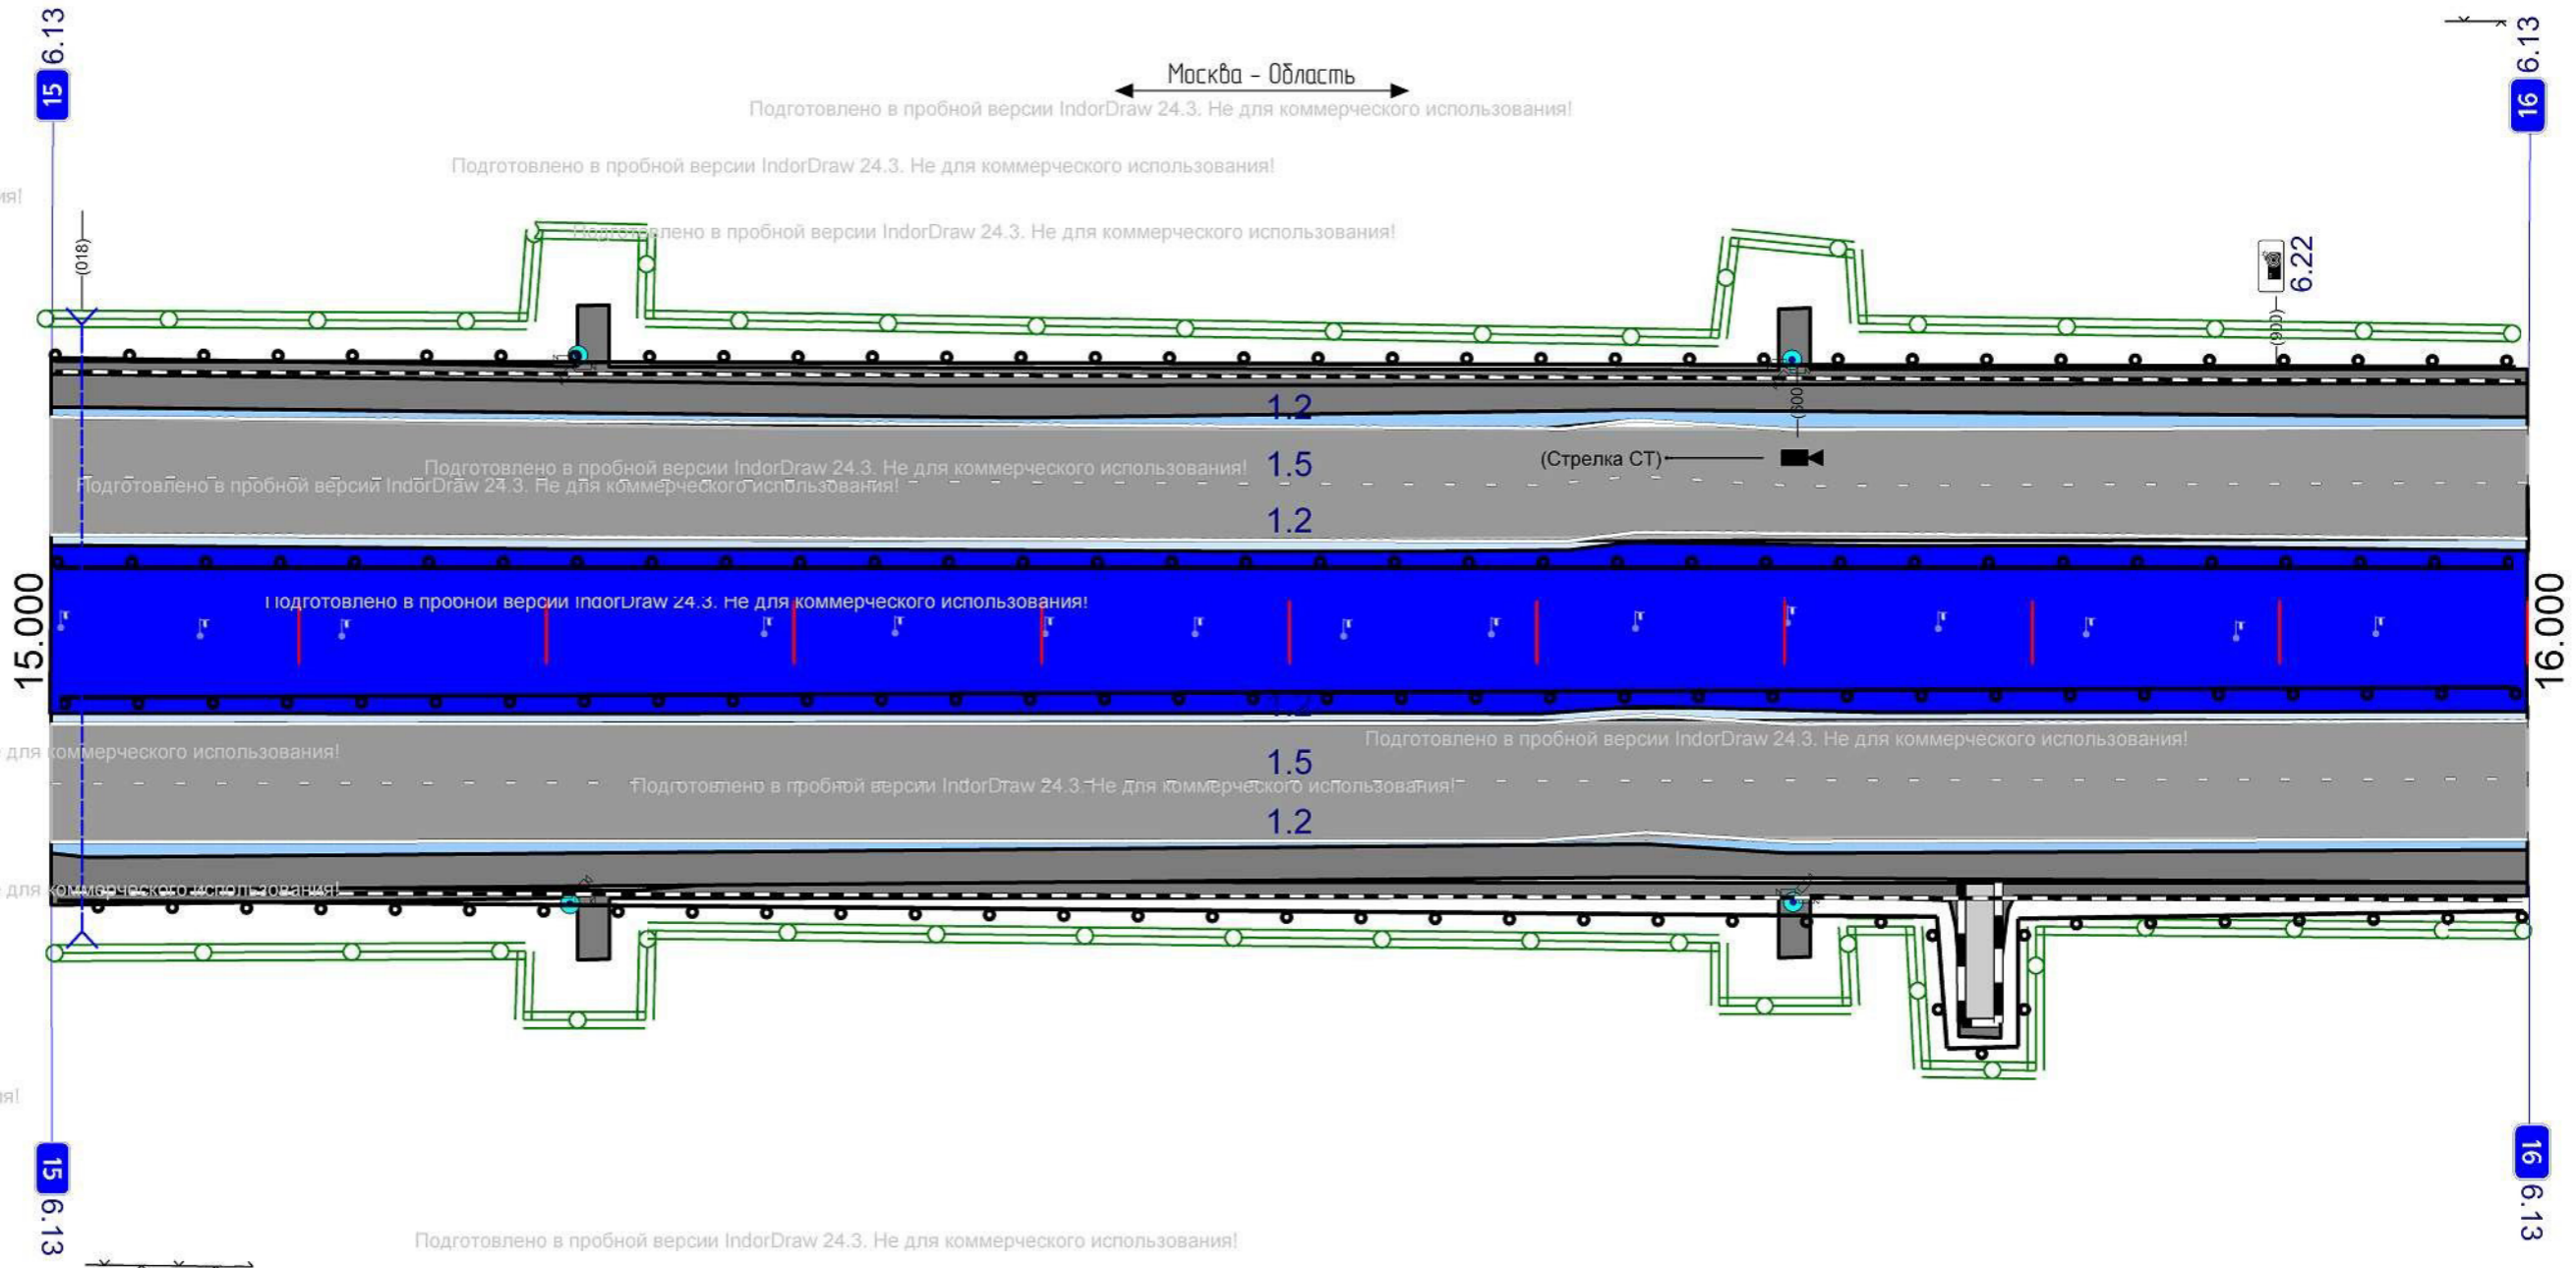 6.13
15
6.13
16
Москва - Область
Подготовлено в пробной версии IndorDraw 24.3. Не для коммерческого использования!
Подготовлено в пробной версии IndorDraw 24.3. Не для коммерческого использования!
ия!
Подготовлено в пробной версии IndorDraw 24.3. Не для коммерческого использования!
(018)
6.22
(900)
1.2
(600)
Подготовлено в пробной версии IndorDraw 24.3. Не для коммерческого использования!
1.5
(Стрелка СТ)
Подготовлено в пробной версии IndorDraw 24.3. Не для коммерческого использования!
1.2
15.000
Подготовлено в пробной версии IndorDraw 24.3. Не для коммерческого использования!
16.000
1.2
для коммерческого использования!
Подготовлено в пробной версии IndorDraw 24.3. Не для коммерческого использования!
1.5
Подготовлено в пробной версии IndorDraw 24.3. Не для коммерческого использования!
1.2
для коммерческого использования!
ия!
15
6.13
16
6.13
Подготовлено в пробной версии IndorDraw 24.3. Не для коммерческого использования!